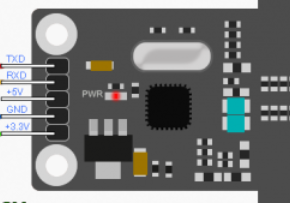 TXD
RXD
+5V
PWR
GND
+3.3V